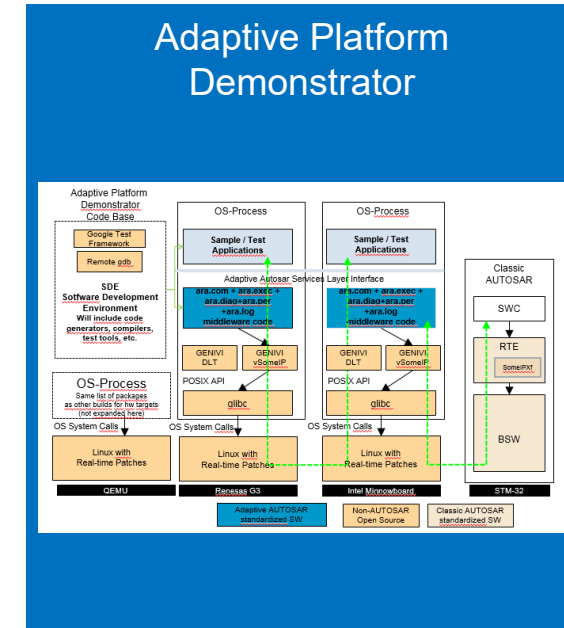 Adaptive Platform
Demonstrator
Adaptive Platform
Demonstrator
Code Base
Google Test
Framework
Remote gdb
SDE
Sotfware Development
Environment
Will include code
generators, compilers,
test tools, etc.
OS-Process
Same list of packages
as other builds for hw targets
(not expanded here)
OS System Calls
Linux with
Real-time Patches
QEMU
OS-Process
Sample / Test
Applications
Adaptive Autosar Services Layer Interface
ara.com + ara.exec +
ara.diag+ara.per
+ara.log
middleware code
GENIVI
DLT
GENIVI
vSomeIP
POSIX API
glibc
OS System Calls
Linux with
Real-time Patches
Renesas G3
OS-Process
Sample / Test
Applications
ara.com + ara.exec +
ara.diag+ara.per
+ara.log
middleware code
GENIVI
DLT
GENIVI
vSomeIP
POSIX API
glibc
OS System Calls
Linux with
Real-time Patches
Intel Minnowboard
Classic
AUTOSAR
SWC
RTE
SomeIPXf
BSW
STM-32
Adaptive AUTOSAR
standardized SW
Non-AUTOSAR
Open Source
Classic AUTOSAR
standardized SW